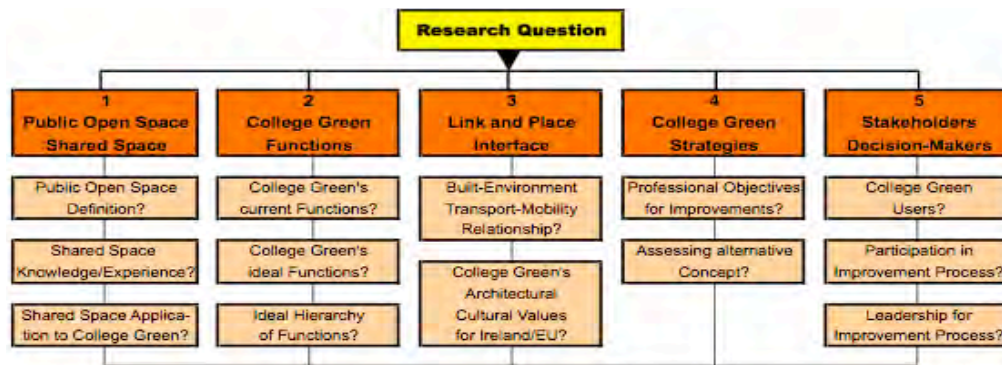 Research Question
1
Public Open Space
Shared Space
Public Open Space
Definition?
Shared Space
Knowledge/Experience?
Shared Space Applica-
tion to College Green?
2
College Green
Functions
College Green's
current Functions?
College Green's
ideal Functions?
Ideal Hierarchy
of Functions?
3
Link and Place
Interface
Built-Environment
Transport-Mobility
Relationship?
College Green's
Architectural
Cultural Values
for Ireland/EU?
4
College Green
Strategies
Professional Objectives
for Improvements?
Assessing alternative
Concept?
5
Stakeholders
Decision-Makers
College Green
Users?
Participation in
Improvement Process?
Leadership for
Improvement Process?